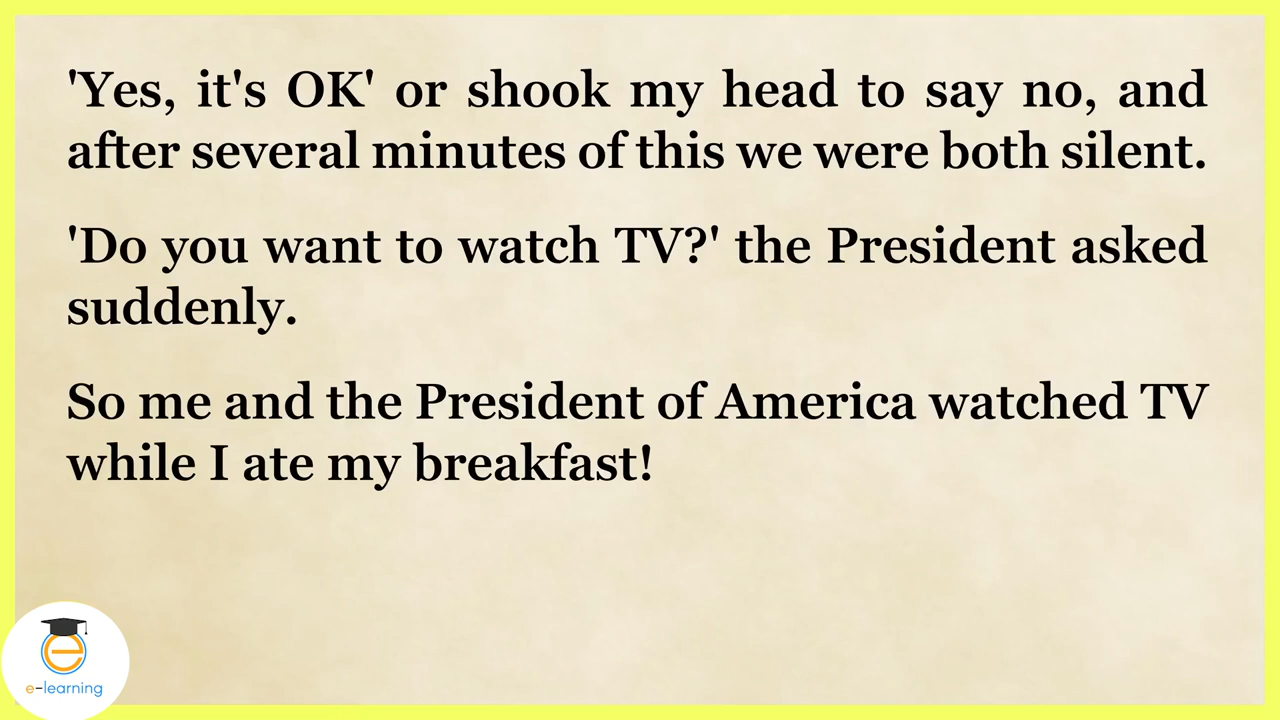 'Yes, it's OK' or shook my head to say no, and
after several minutes of this we were both silent.
'Do you want to watch TV?' the President asked
suddenly.
So me and the President of America watched TV
while I ate my breakfast!
e
e-learning